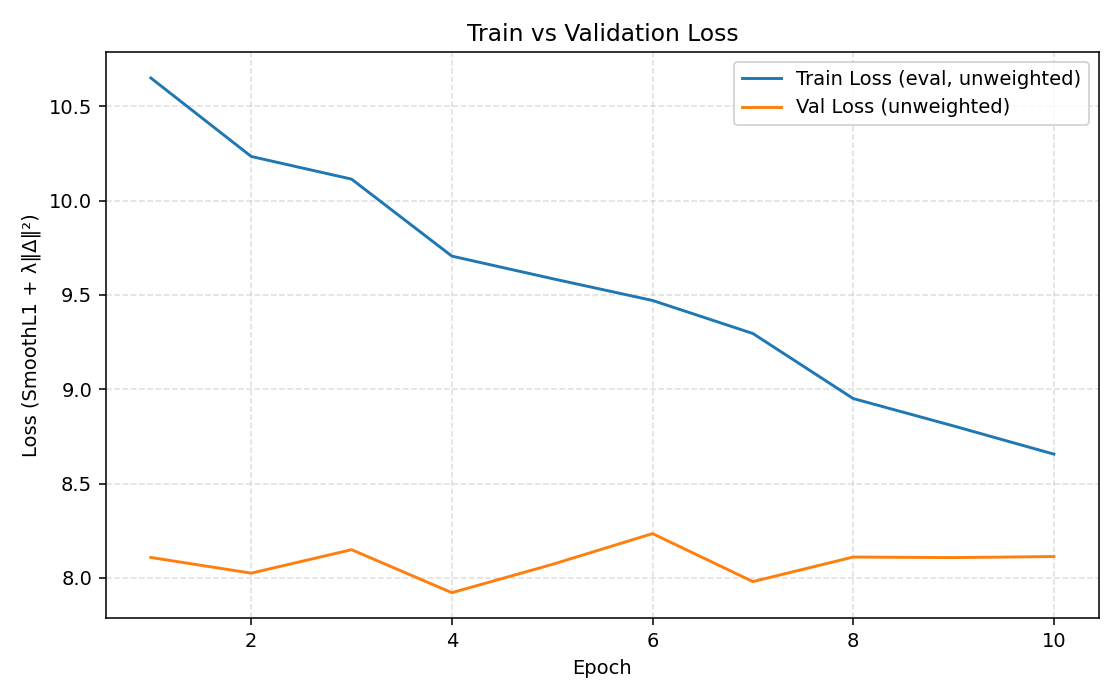 Train vs Validation Loss
Train Loss (eval, unweighted)
Val Loss (unweighted)
Loss (SmoothL1 + λ‖Δ‖²)
10.5
10.0
9.5
9.0
8.5
8.0
2
4
6
8
10
Epoch